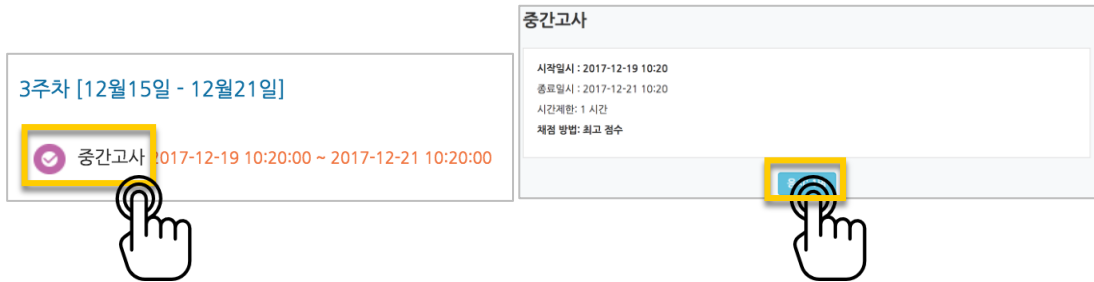 3주차 [12월15일 - 12월21일]
중간고사 2017-12-19 10:20:00 ~ 2017-12-21 10:20:00
중간고사
시작일시 : 2017-12-19 10:20
종료일시 : 2017-12-21 10:20
시간제한: 1 시간
채점 방법: 최고 점수